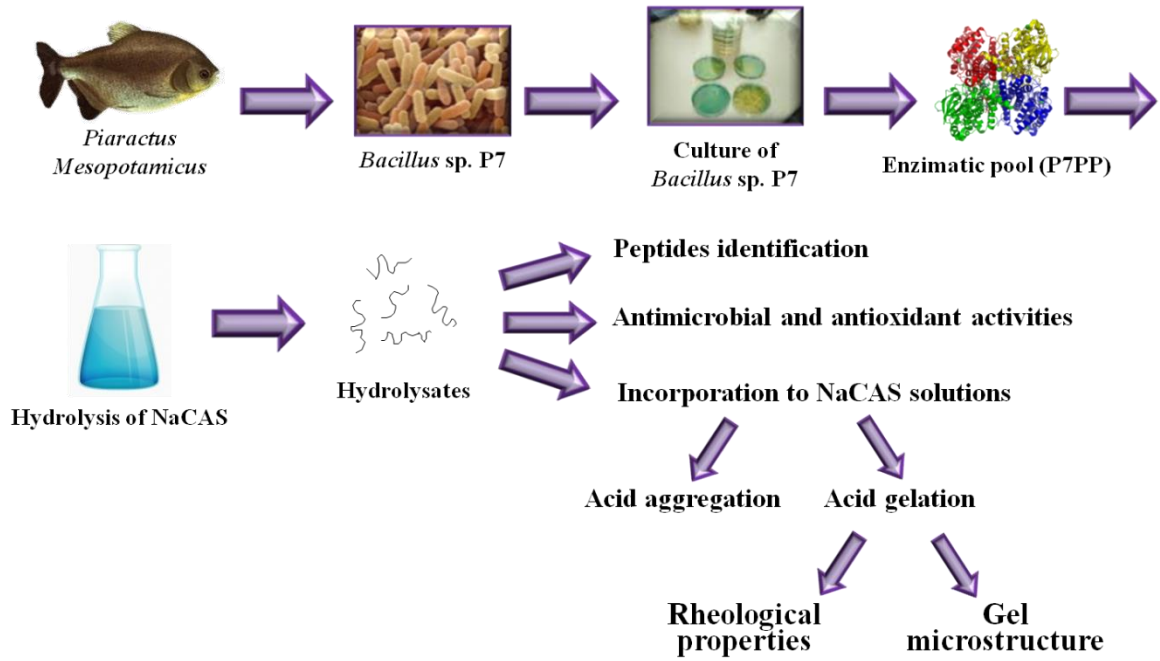 Piaractus
Mesopotamicus
Bacillus sp. P7
Culture of
Bacillus sp. P7
Enzimatic pool (P7PP)
Hydrolysis of NaCAS
Hydrolysates
Peptides identification
Antimicrobial and antioxidant activities
Incorporation to NaCAS solutions
Acid aggregation
Acid gelation
Rheological
properties
Gel
microstructure